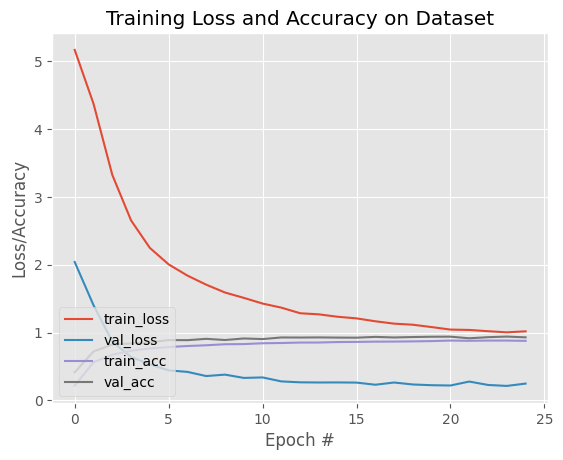 Training Loss and Accuracy on Dataset
Loss/Accuracy
5
4
3
2
1
0
train_loss
val_loss
train_acc
val_acc
0
5
10
15
20
25
Epoch #